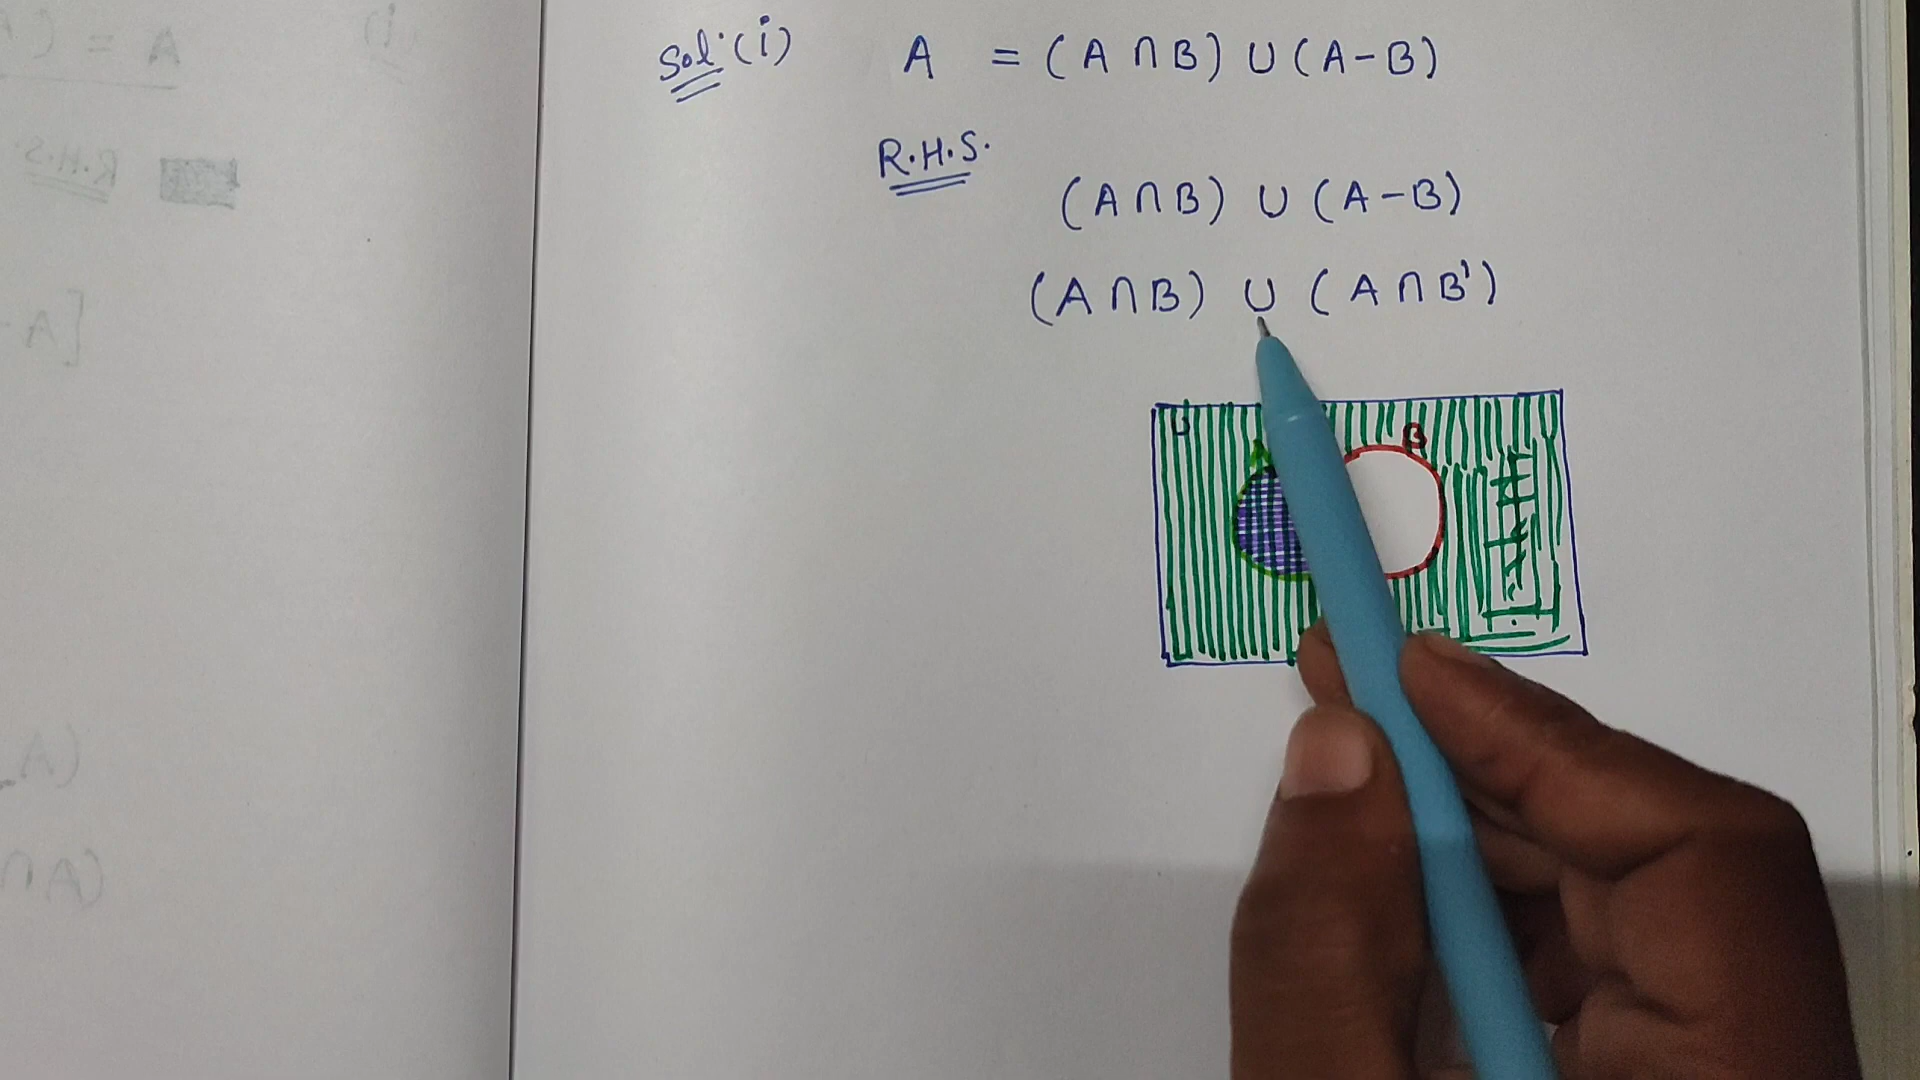 Sol. (i) A = (A ∩ B) ∪ (A - B)
R.H.S.
(A ∩ B) ∪ (A - B)
(A ∩ B) ∪ (A ∩ B')
U
A
B